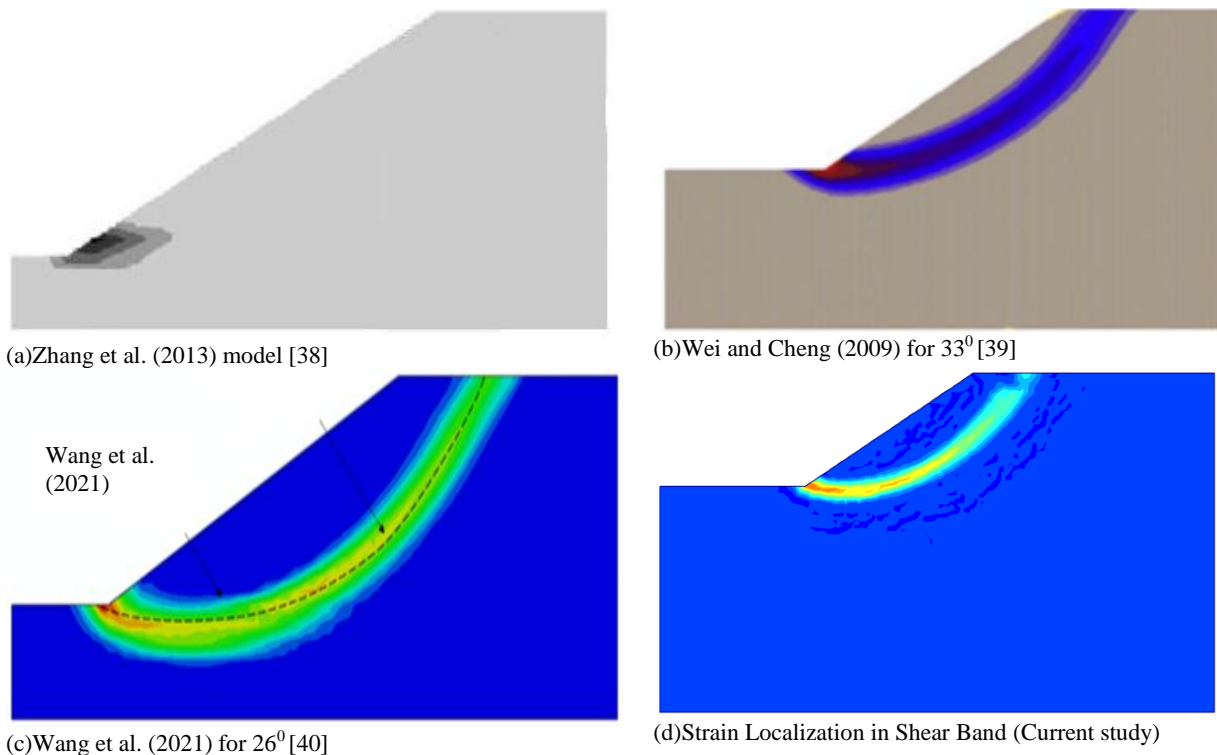 (a)Zhang et al. (2013) model [38]
(b)Wei and Cheng (2009) for 33⁰ [39]
Wang et al.
(2021)
(c)Wang et al. (2021) for 26⁰ [40]
(d)Strain Localization in Shear Band (Current study)